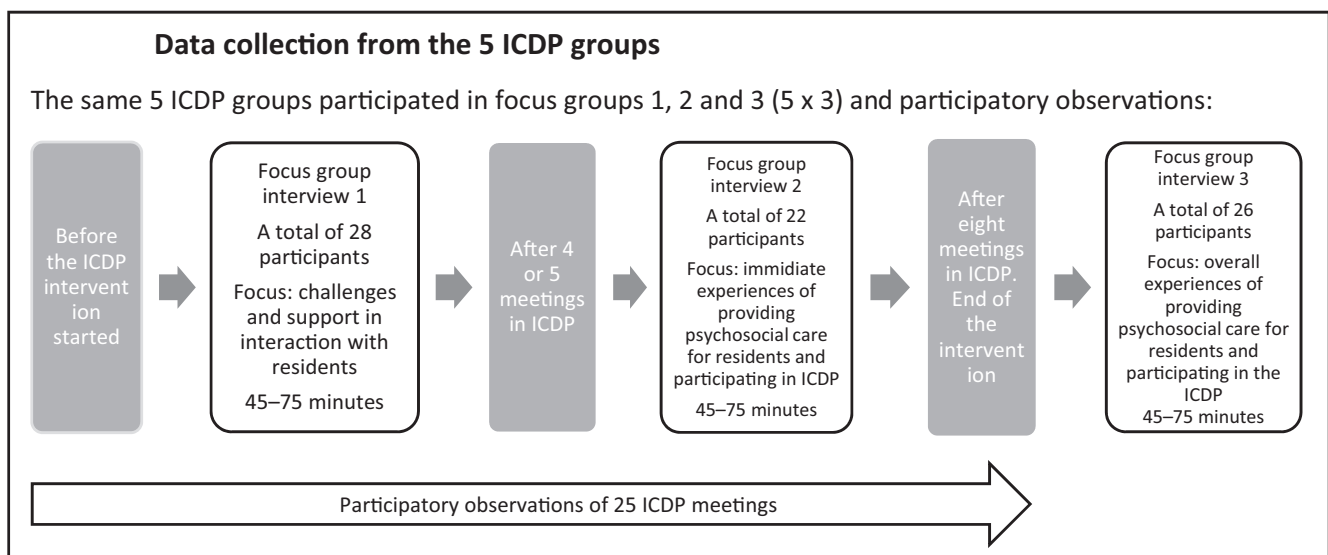 Data collection from the 5 ICDP groups
The same 5 ICDP groups participated in focus groups 1, 2 and 3 (5 x 3) and participatory observations:
Before
the ICDP
intervent
ion
started
Focus group
interview 1
A total of 28
participants
Focus: challenges
and support in
interaction with
residents
45–75 minutes
After 4
or 5
meetings
in ICDP
Focus group
interview 2
A total of 22
participants
Focus: immidiate
experiences of
providing
psychosocial care
for residents and
participating in ICDP
45–75 minutes
After
eight
meetings
in ICDP.
End of
the
intervent
ion
Focus group
interview 3
A total of 26
participants
Focus: overall
experiences of
providing
psychosocial care for
residents and
participating in the
ICDP
45–75 minutes
Participatory observations of 25 ICDP meetings